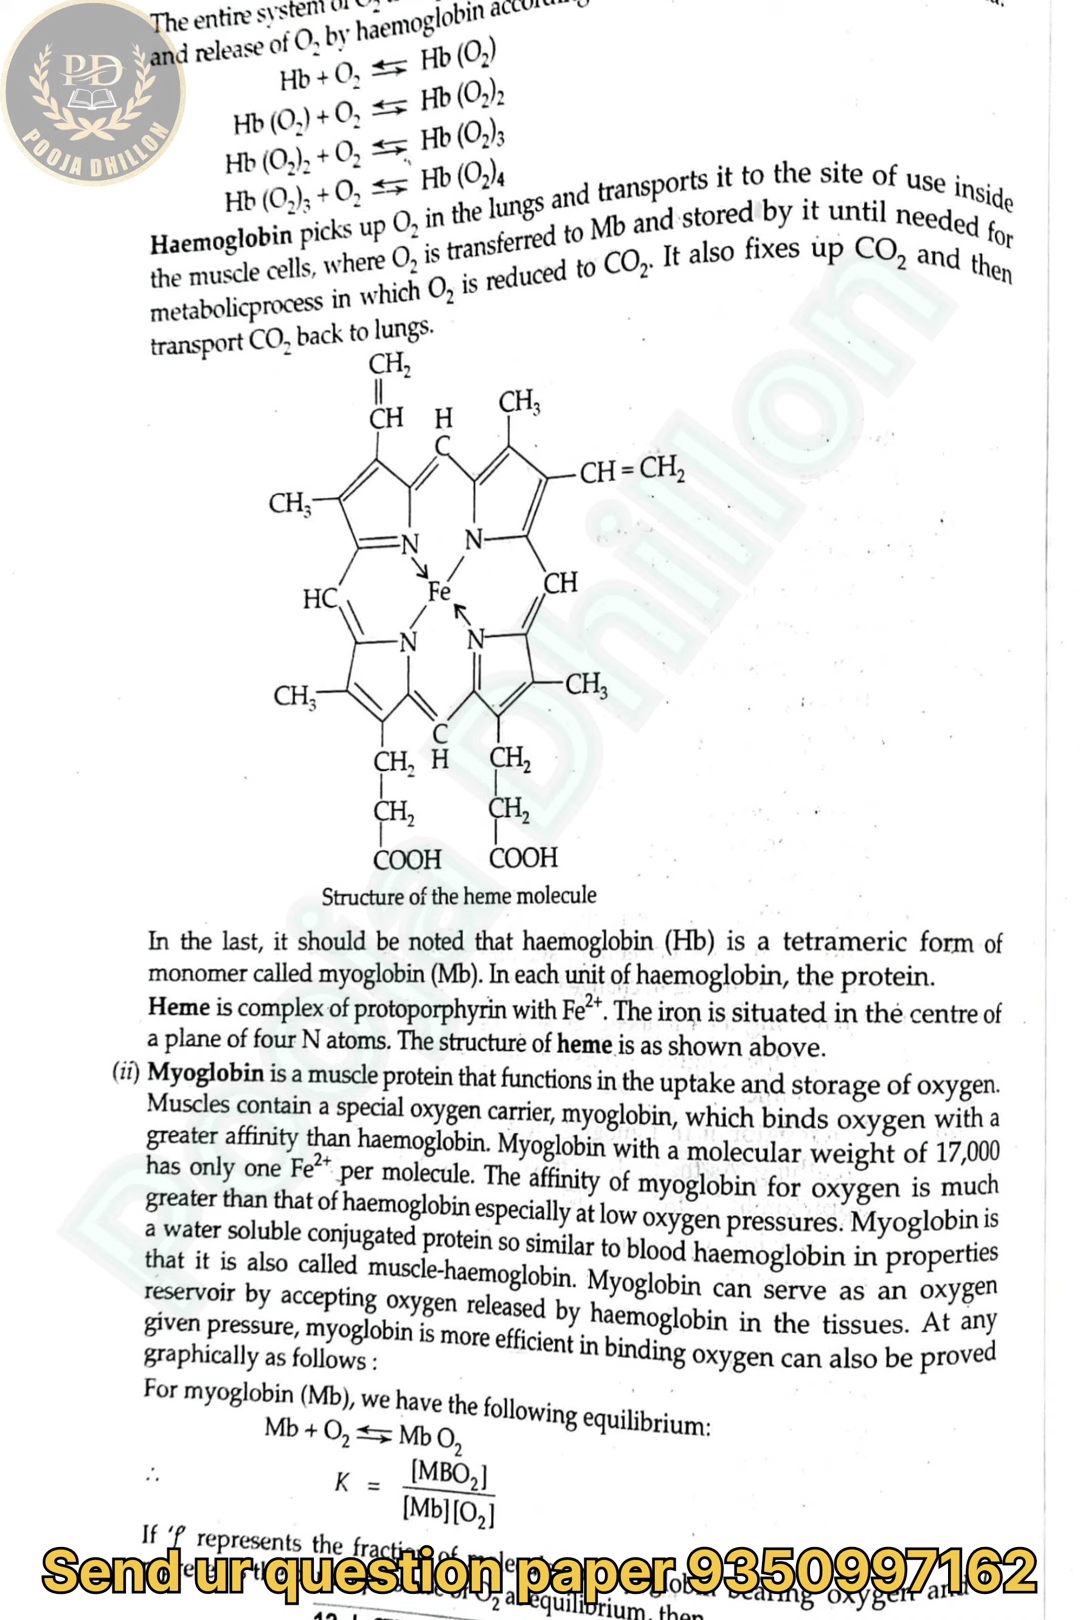 The entire system of O2
and release of O2 by haemoglobin
Hb + O2 ⇌ Hb (O2)
Hb (O2) + O2 ⇌ Hb (O2)2
Hb (O2)2 + O2 ⇌ Hb (O2)3
Hb (O2)3 + O2 ⇌ Hb (O2)4
PD
POOJA DHILLON
Haemoglobin picks up O2 in the lungs and transports it to the site of use inside
the muscle cells, where O2 is transferred to Mb and stored by it until needed for
metabolicprocess in which O2 is reduced to CO2. It also fixes up CO2 and then
transport CO2 back to lungs.
CH2
||
CH H CH3
C
CH3 CH = CH2
N N
HC Fe CH
N N
CH3 CH3
C
CH2 H CH2
CH2 CH2
COOH COOH
Structure of the heme molecule
In the last, it should be noted that haemoglobin (Hb) is a tetrameric form of
monomer called myoglobin (Mb). In each unit of haemoglobin, the protein.
Heme is complex of protoporphyrin with Fe2+. The iron is situated in the centre of
a plane of four N atoms. The structure of heme is as shown above.
(ii) Myoglobin is a muscle protein that functions in the uptake and storage of oxygen.
Muscles contain a special oxygen carrier, myoglobin, which binds oxygen with a
greater affinity than haemoglobin. Myoglobin with a molecular weight of 17,000
has only one Fe2+ per molecule. The affinity of myoglobin for oxygen is much
greater than that of haemoglobin especially at low oxygen pressures. Myoglobin is
a water soluble conjugated protein so similar to blood haemoglobin in properties
that it is also called muscle-haemoglobin. Myoglobin can serve as an oxygen
reservoir by accepting oxygen released by haemoglobin in the tissues. At any
given pressure, myoglobin is more efficient in binding oxygen can also be proved
graphically as follows :
For myoglobin (Mb), we have the following equilibrium:
Mb + O2 ⇌ Mb O2
∴ K = [MBO2] / [Mb] [O2]
If 'f' represents the fraction of
bearing oxygen and
of O2 at equilibrium, then
Send ur question paper 9350997162
Pooja Dhillon